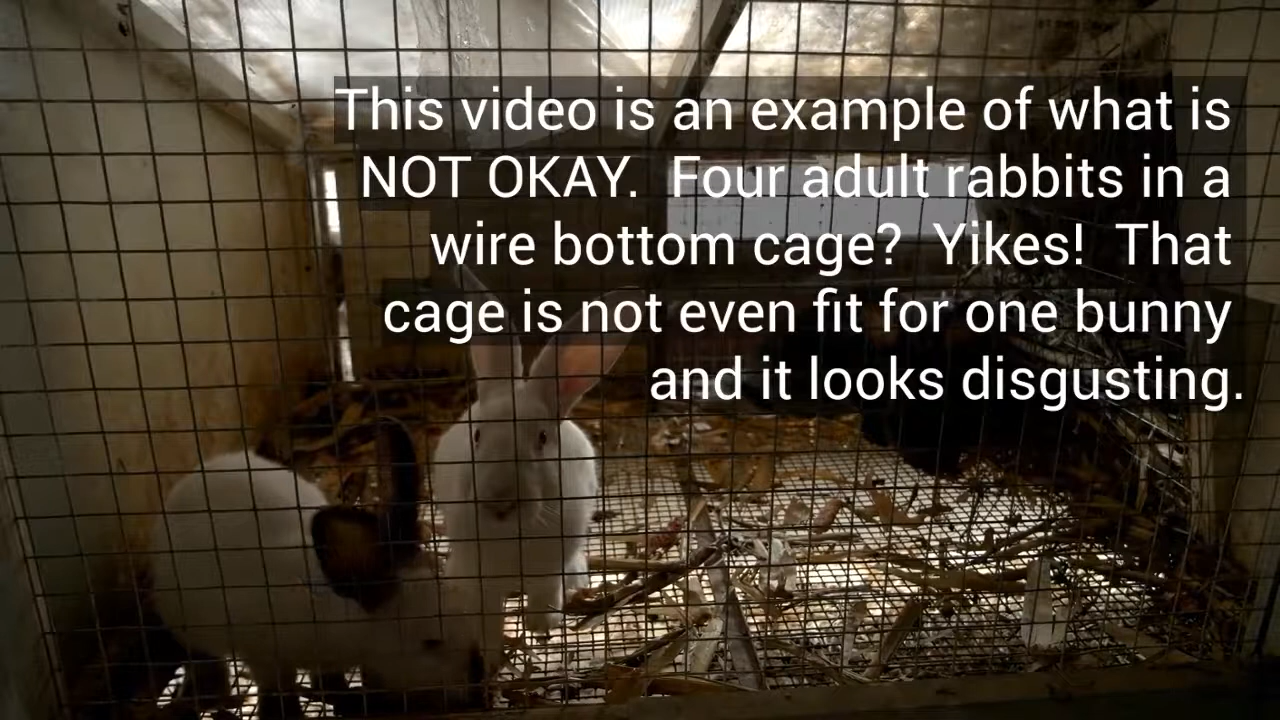 This video is an example of what is
NOT OKAY.  Four adult rabbits in a
wire bottom cage?  Yikes!  That
cage is not even fit for one bunny
and it looks disgusting.